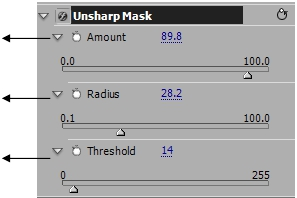 Unsharp Mask
Amount 89.8
0.0 100.0
Radius 28.2
0.1 100.0
Threshold 14
0 255